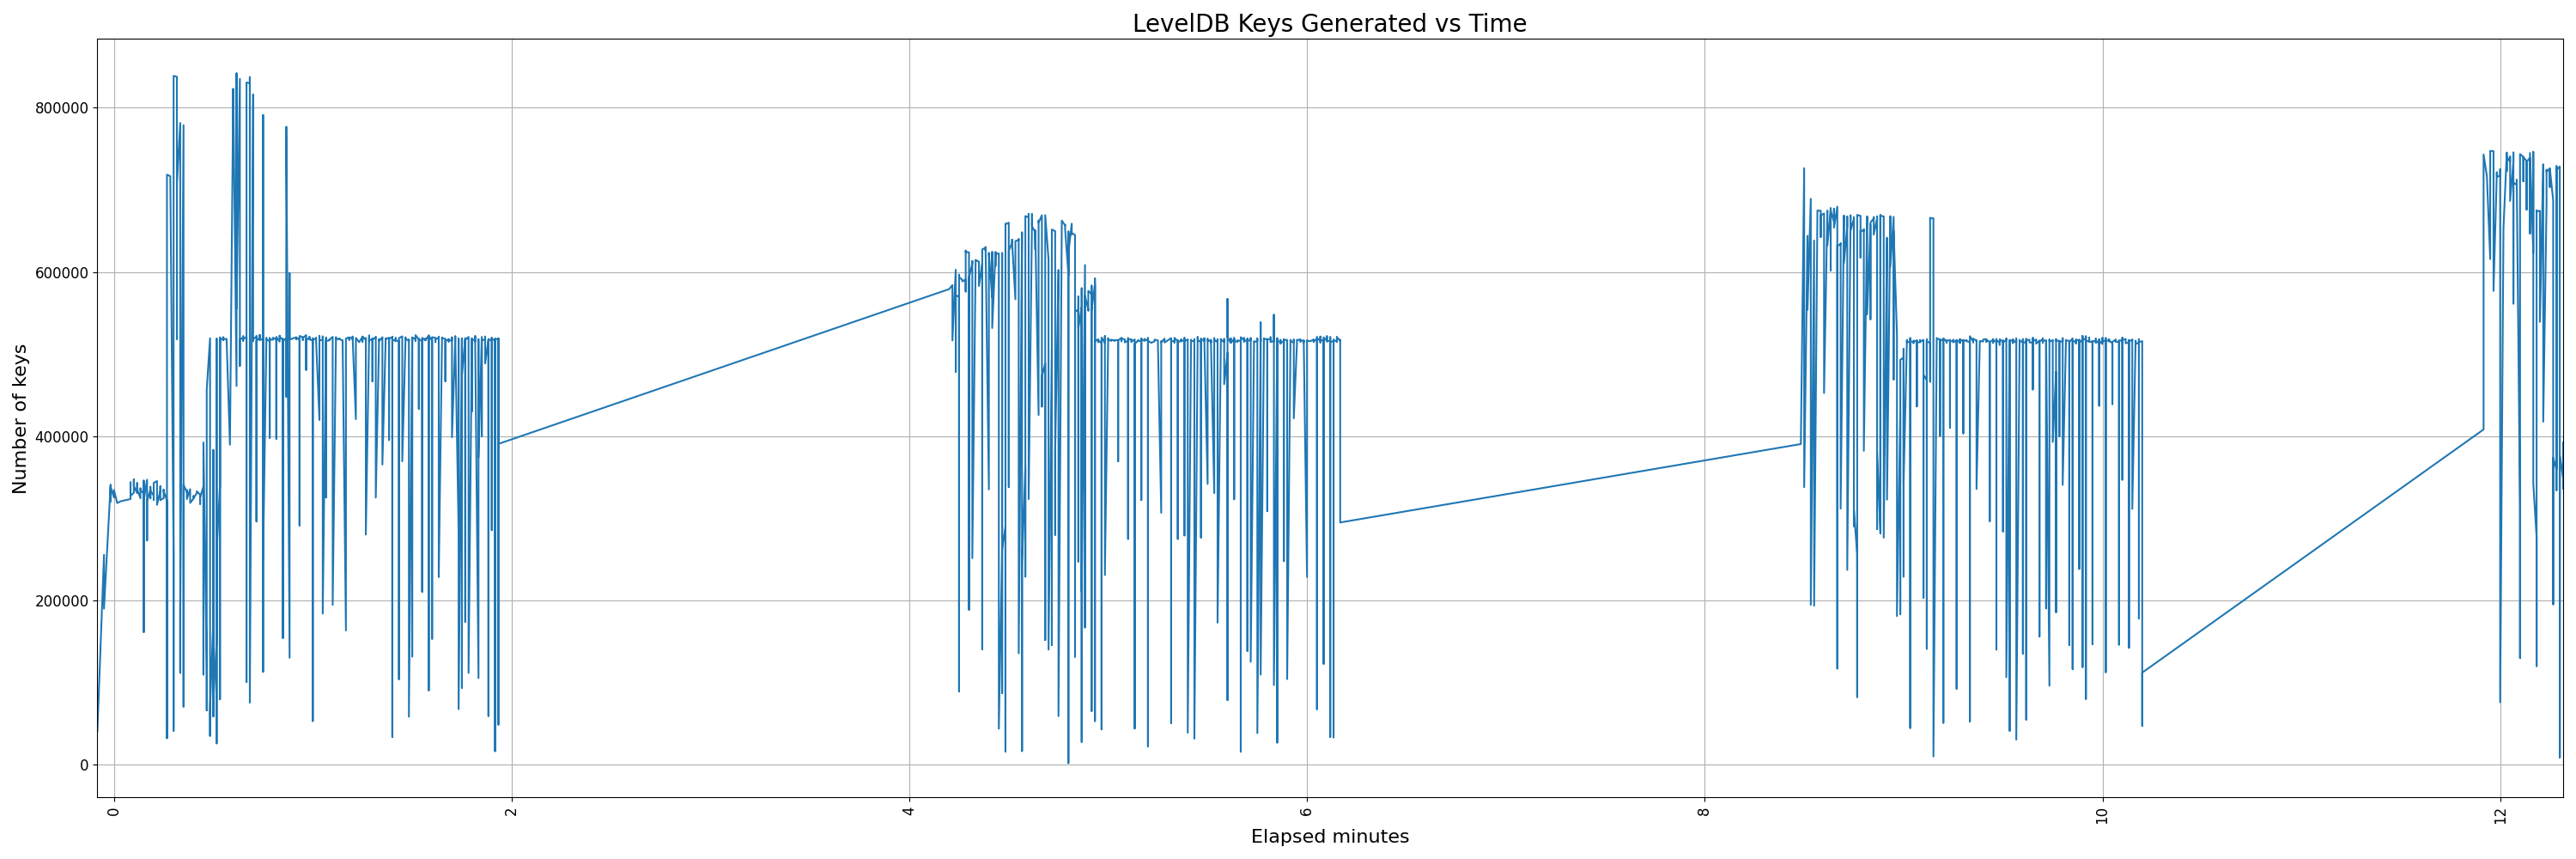 LevelDB Keys Generated vs Time
Number of keys
800000
600000
400000
200000
0
0 2 4 6 8 10 12
Elapsed minutes